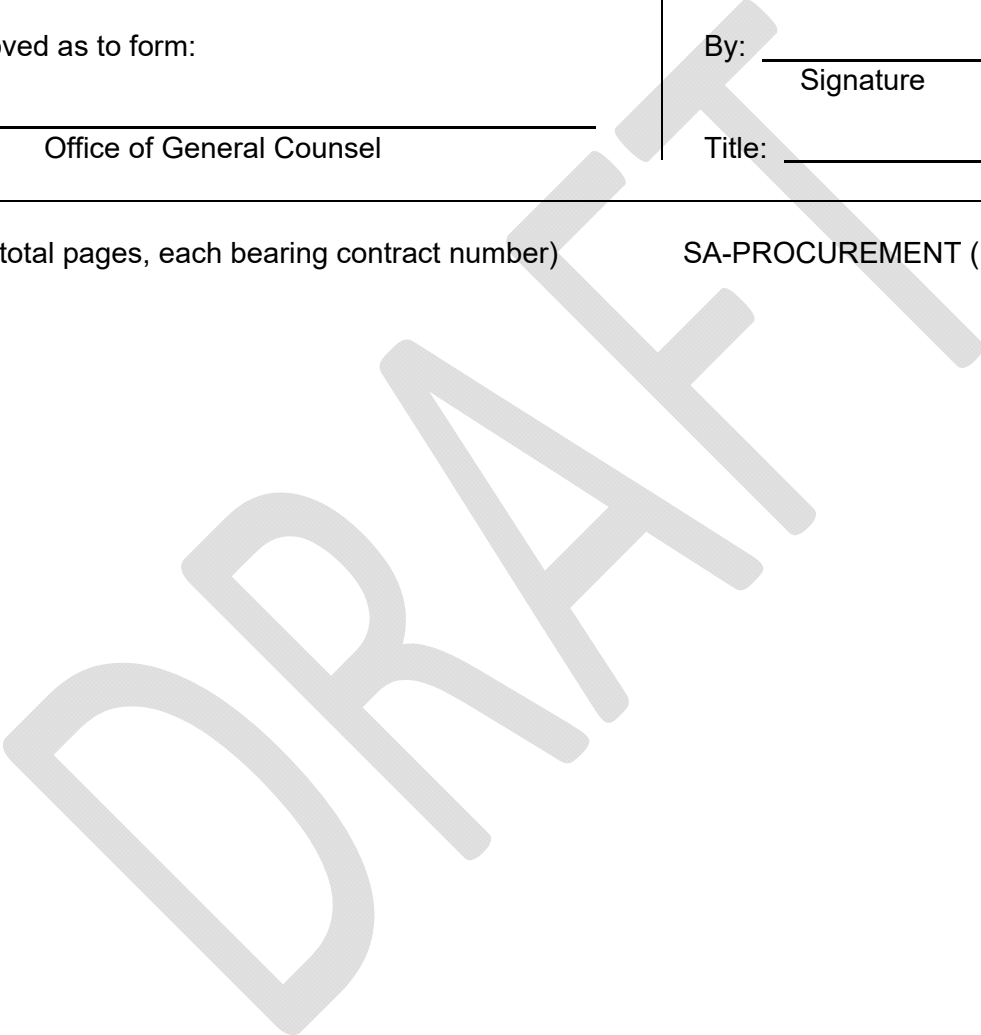 oved as to form:
By:
Signature
Office of General Counsel
Title:
total pages, each bearing contract number)
SA-PROCUREMENT (
DRAFT